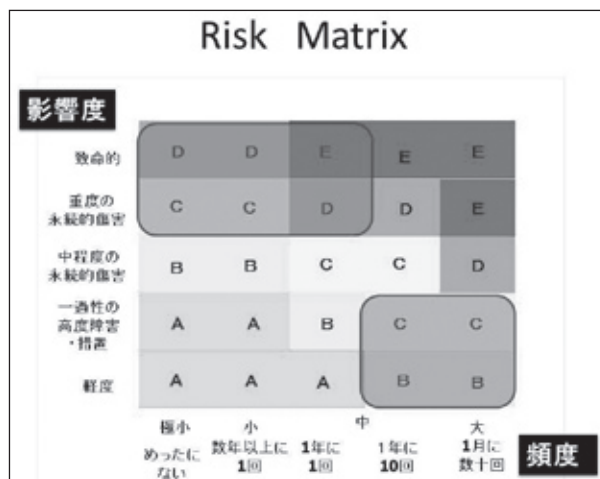 Risk Matrix
影響度
致命的
D D E E E
重度の
永続的傷害
C C D D E
中程度の
永続的傷害
B B C C D
一過性の
高度障害
・措置
A A B C C
軽度
A A A B B
極小 小 中 大
めったに
ない
数年以上に
1回
1年に
1回
1年に
10回
1月に
数十回
頻度